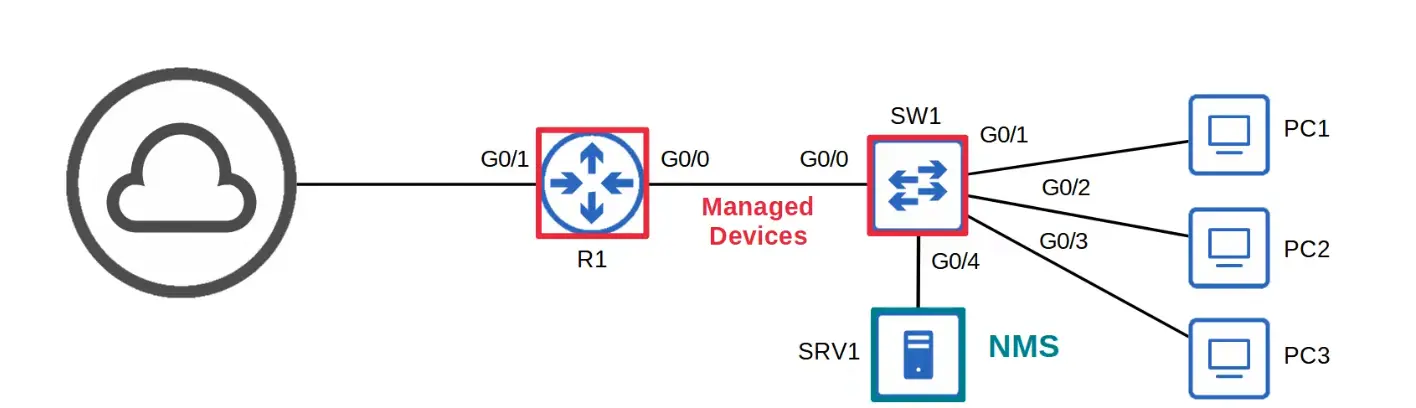 SW1
G0/1
PC1
G0/1
G0/0
G0/0
G0/2
Managed
Devices
G0/3
PC2
R1
G0/4
SRV1
NMS
PC3